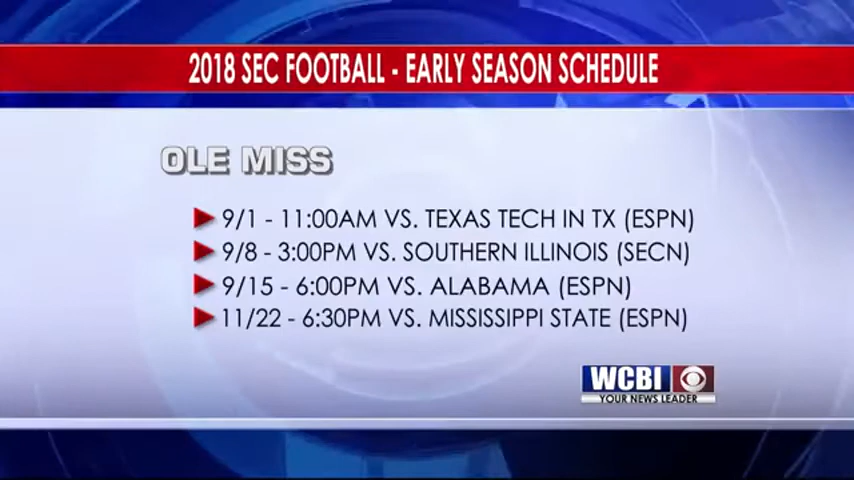 2018 SEC FOOTBALL - EARLY SEASON SCHEDULE
OLE MISS
9/1 - 11:00AM VS. TEXAS TECH IN TX (ESPN)
9/8 - 3:00PM VS. SOUTHERN ILLINOIS (SECN)
9/15 - 6:00PM VS. ALABAMA (ESPN)
11/22 - 6:30PM VS. MISSISSIPPI STATE (ESPN)
WCBI
YOUR NEWS LEADER